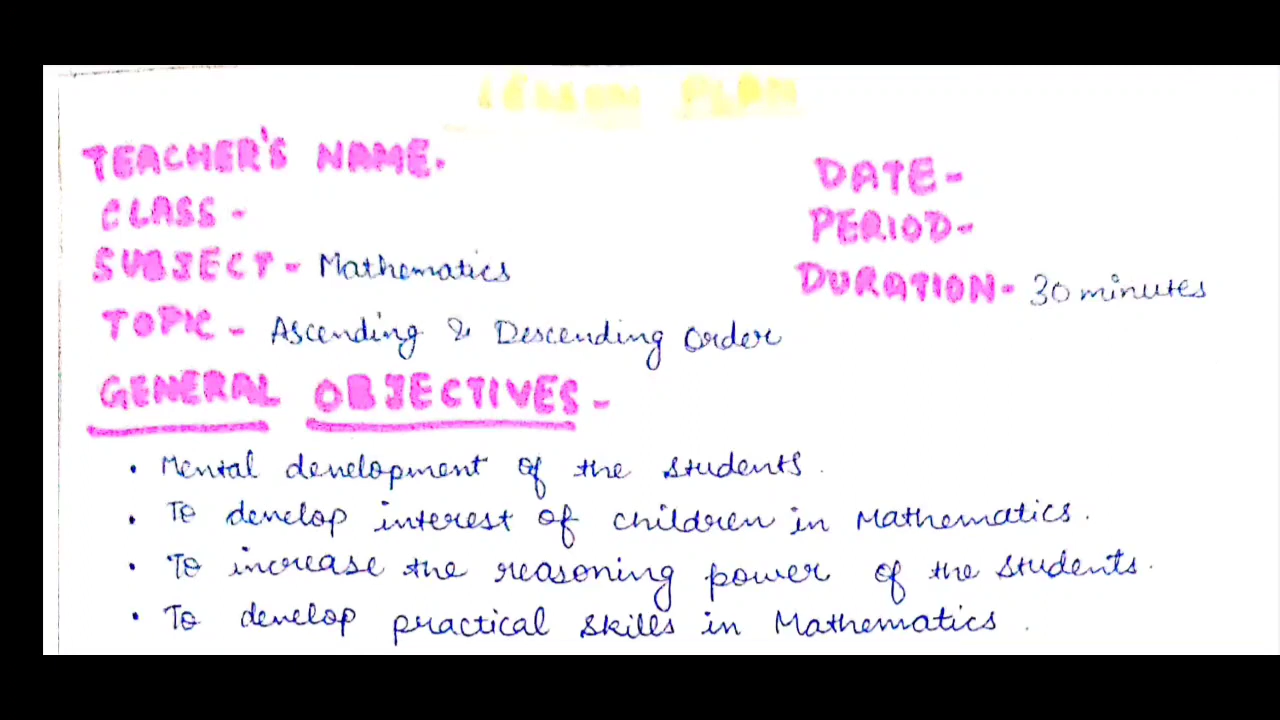 LESSON PLAN
TEACHER'S NAME.
DATE -
CLASS -
PERIOD-
SUBJECT - Mathematics
DURATION- 30 minutes
TOPIC - Ascending & Descending Order
GENERAL OBJECTIVES -
• Mental development of the students.
• To develop interest of children in Mathematics.
• To increase the reasoning power of the students.
• To develop practical skills in Mathematics.